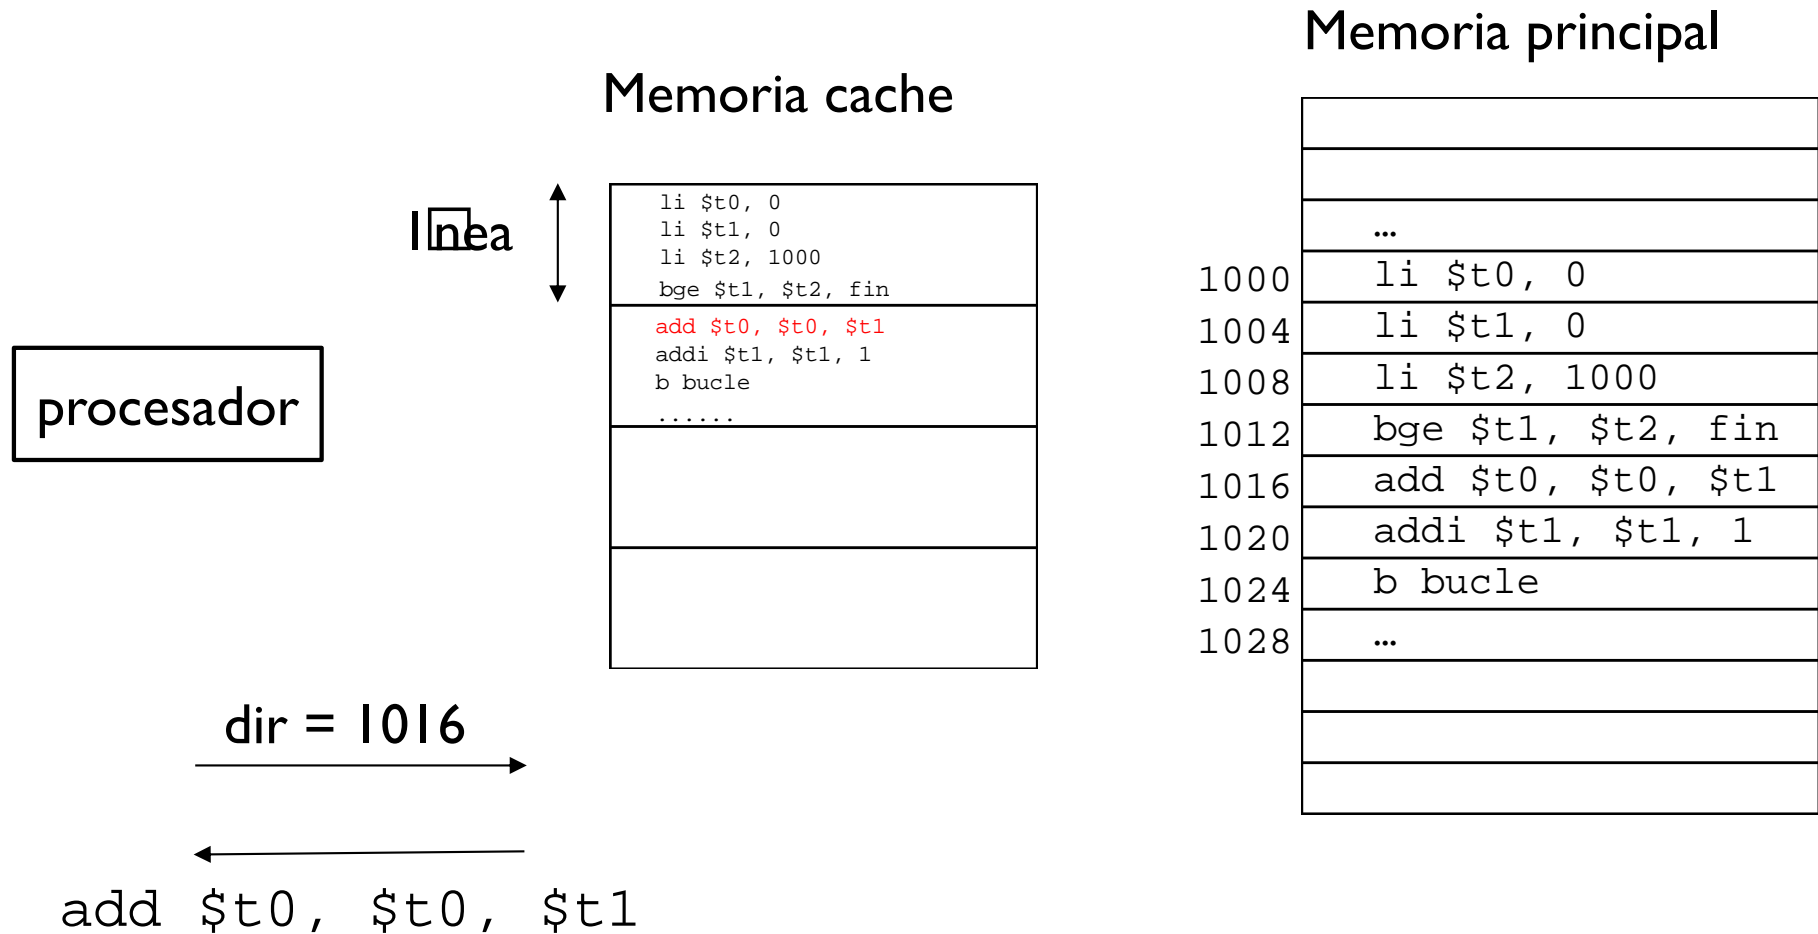 Memoria principal
Memoria cache
línea
li $t0, 0
li $t1, 0
li $t2, 1000
bge $t1, $t2, fin
add $t0, $t0, $t1
addi $t1, $t1, 1
b bucle
......
procesador
…
1000 li $t0, 0
1004 li $t1, 0
1008 li $t2, 1000
1012 bge $t1, $t2, fin
1016 add $t0, $t0, $t1
1020 addi $t1, $t1, 1
1024 b bucle
1028 …
dir = 1016
add $t0, $t0, $t1